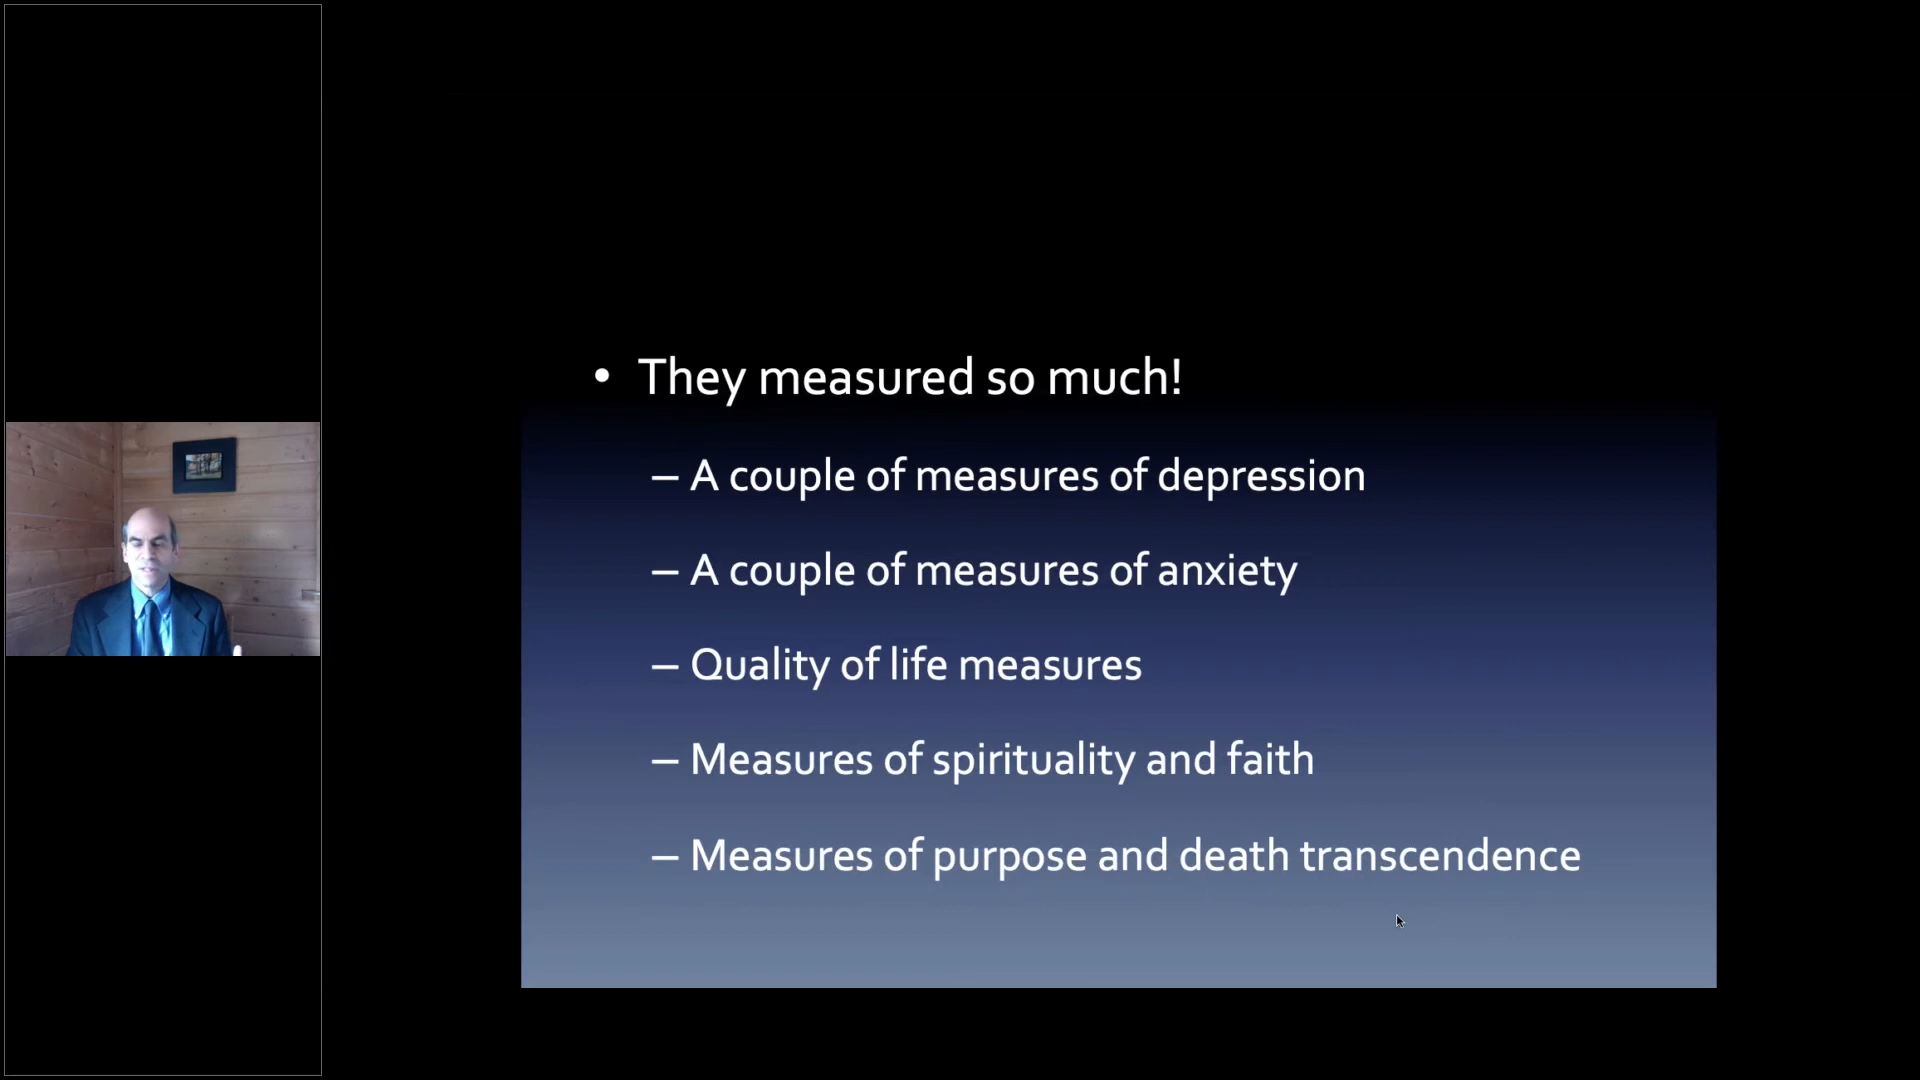 • They measured so much!
– A couple of measures of depression
– A couple of measures of anxiety
– Quality of life measures
– Measures of spirituality and faith
– Measures of purpose and death transcendence